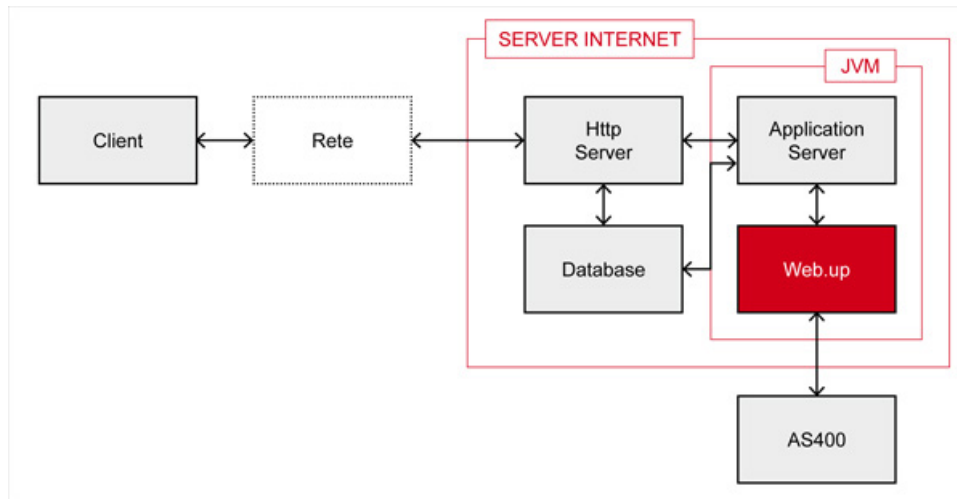 SERVER INTERNET
JVM
Client
Rete
Http
Server
Application
Server
Database
Web.up
AS400